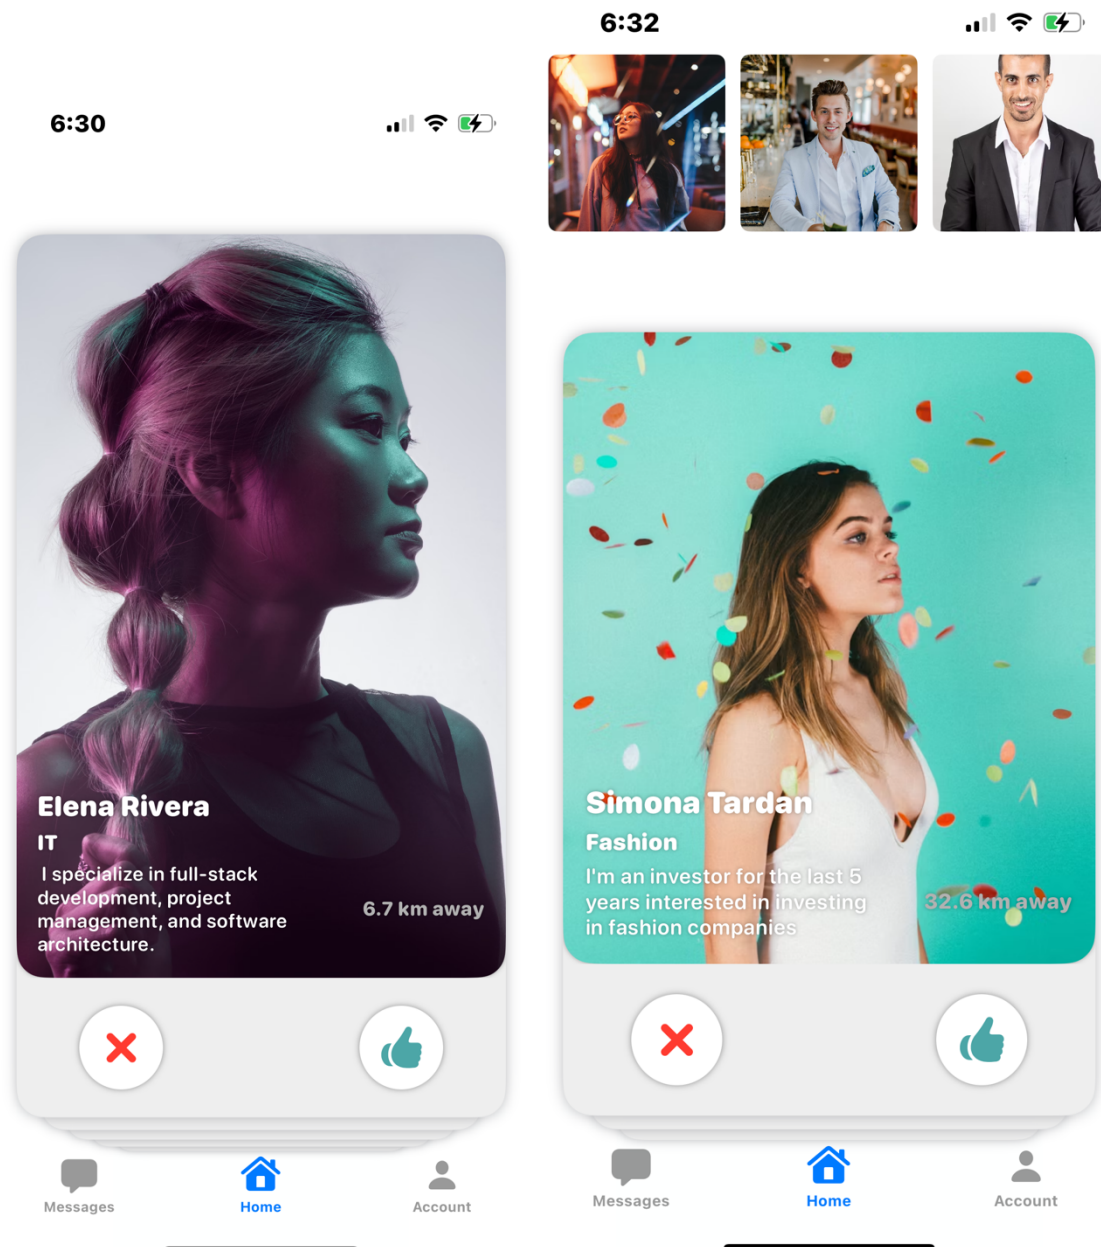 6:30
Elena Rivera
IT
I specialize in full-stack
development, project
management, and software
architecture.
6.7 km away
Messages
Home
Account
6:32
Simona Tardan
Fashion
I'm an investor for the last 5
years interested in investing
in fashion companies
32.6 km away
Messages
Home
Account